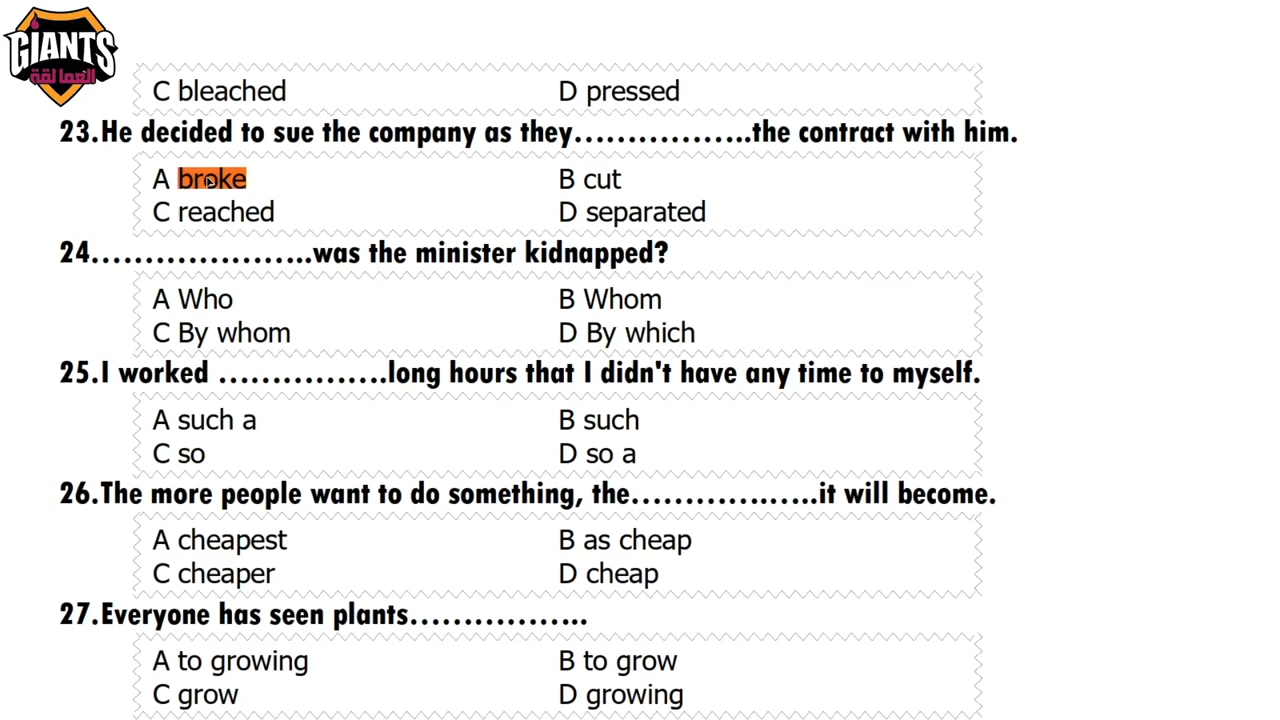 GIANTS
العمالقة
C bleached D pressed
23.He decided to sue the company as they……………..the contract with him.
A broke B cut
C reached D separated
24…………………..was the minister kidnapped?
A Who B Whom
C By whom D By which
25.I worked …………….long hours that I didn't have any time to myself.
A such a B such
C so D so a
26.The more people want to do something, the………….…..it will become.
A cheapest B as cheap
C cheaper D cheap
27.Everyone has seen plants……………..
A to growing B to grow
C grow D growing